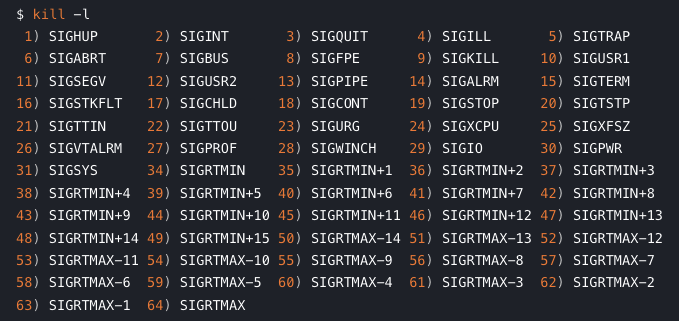 $ kill -l
1) SIGHUP 2) SIGINT 3) SIGQUIT 4) SIGILL 5) SIGTRAP
6) SIGABRT 7) SIGBUS 8) SIGFPE 9) SIGKILL 10) SIGUSR1
11) SIGSEGV 12) SIGUSR2 13) SIGPIPE 14) SIGALRM 15) SIGTERM
16) SIGSTKFLT 17) SIGCHLD 18) SIGCONT 19) SIGSTOP 20) SIGTSTP
21) SIGTTIN 22) SIGTTOU 23) SIGURG 24) SIGXCPU 25) SIGXFSZ
26) SIGVTALRM 27) SIGPROF 28) SIGWINCH 29) SIGIO 30) SIGPWR
31) SIGSYS 34) SIGRTMIN 35) SIGRTMIN+1 36) SIGRTMIN+2 37) SIGRTMIN+3
38) SIGRTMIN+4 39) SIGRTMIN+5 40) SIGRTMIN+6 41) SIGRTMIN+7 42) SIGRTMIN+8
43) SIGRTMIN+9 44) SIGRTMIN+10 45) SIGRTMIN+11 46) SIGRTMIN+12 47) SIGRTMIN+13
48) SIGRTMIN+14 49) SIGRTMIN+15 50) SIGRTMAX-14 51) SIGRTMAX-13 52) SIGRTMAX-12
53) SIGRTMAX-11 54) SIGRTMAX-10 55) SIGRTMAX-9 56) SIGRTMAX-8 57) SIGRTMAX-7
58) SIGRTMAX-6 59) SIGRTMAX-5 60) SIGRTMAX-4 61) SIGRTMAX-3 62) SIGRTMAX-2
63) SIGRTMAX-1 64) SIGRTMAX